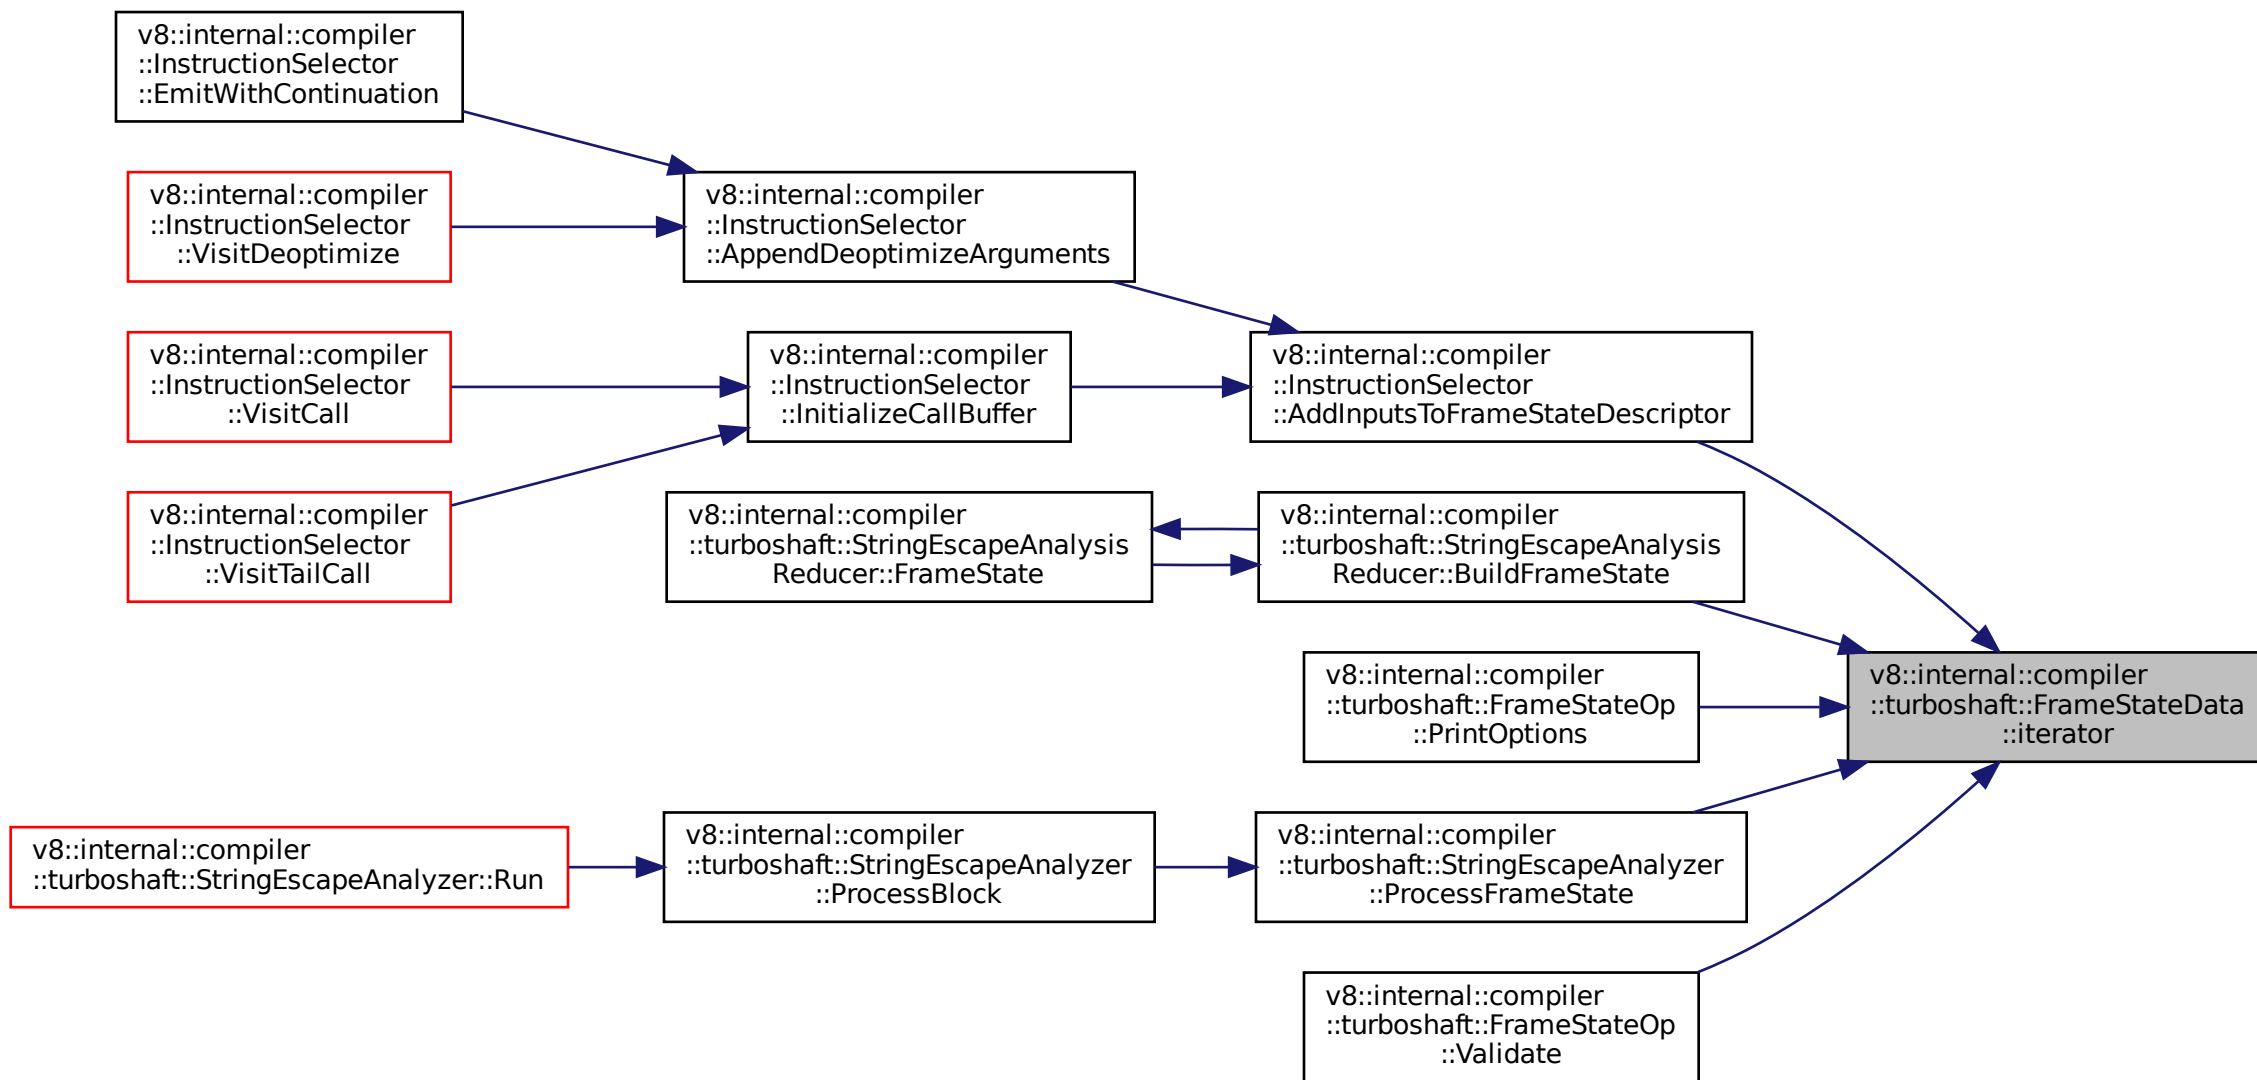 v8::internal::compiler
::InstructionSelector
::EmitWithContinuation
v8::internal::compiler
::InstructionSelector
::VisitDeoptimize
v8::internal::compiler
::InstructionSelector
::AppendDeoptimizeArguments
v8::internal::compiler
::InstructionSelector
::VisitCall
v8::internal::compiler
::InstructionSelector
::InitializeCallBuffer
v8::internal::compiler
::InstructionSelector
::AddInputsToFrameStateDescriptor
v8::internal::compiler
::InstructionSelector
::VisitTailCall
v8::internal::compiler
::turboshaft::StringEscapeAnalysis
Reducer::FrameState
v8::internal::compiler
::turboshaft::StringEscapeAnalysis
Reducer::BuildFrameState
v8::internal::compiler
::turboshaft::FrameStateOp
::PrintOptions
v8::internal::compiler
::turboshaft::FrameStateData
::iterator
v8::internal::compiler
::turboshaft::StringEscapeAnalyzer::Run
v8::internal::compiler
::turboshaft::StringEscapeAnalyzer
::ProcessBlock
v8::internal::compiler
::turboshaft::StringEscapeAnalyzer
::ProcessFrameState
v8::internal::compiler
::turboshaft::FrameStateOp
::Validate